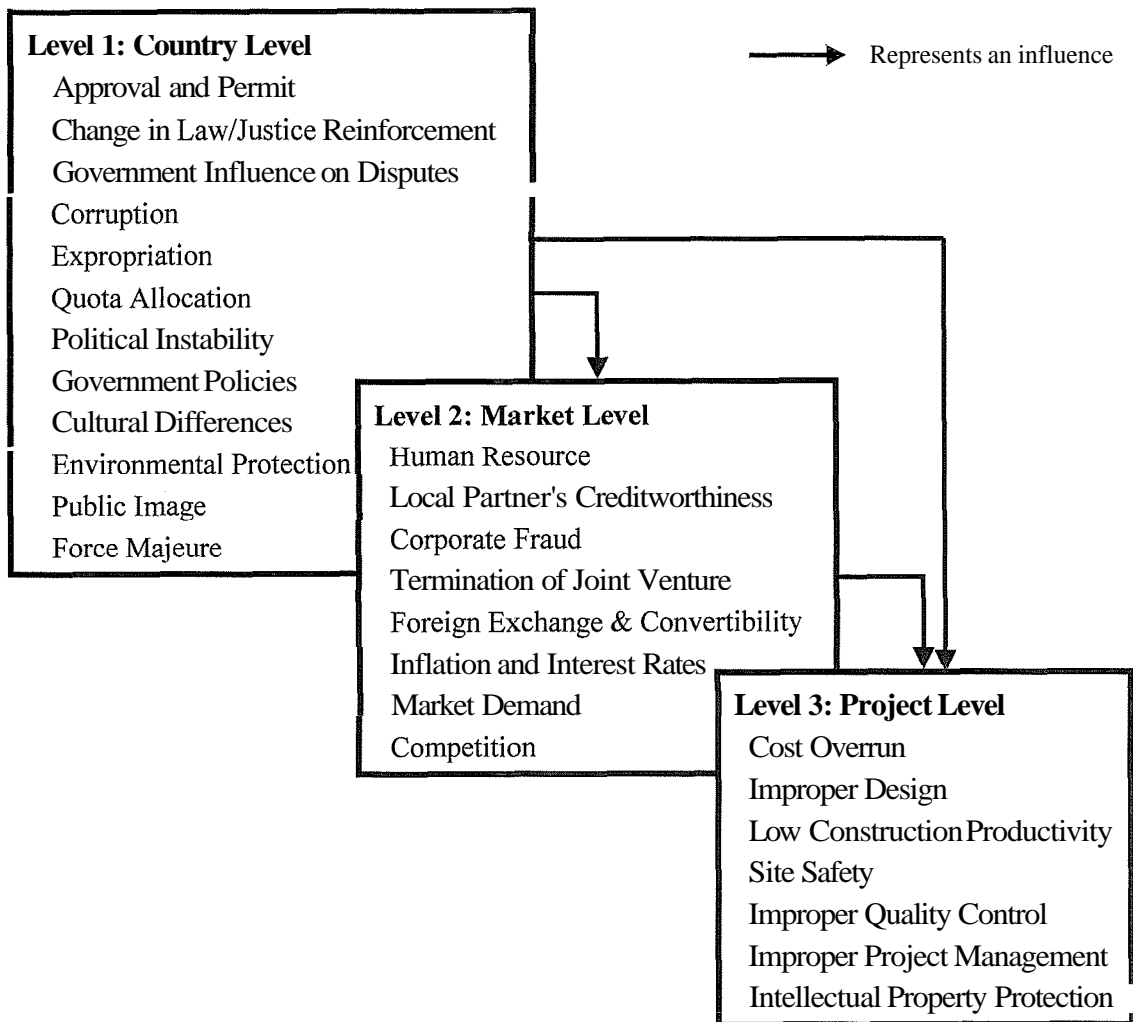 Level 1: Country Level
Approval and Permit
Change in Law/Justice Reinforcement
Government Influence on Disputes
Corruption
Expropriation
Quota Allocation
Political Instability
Government Policies
Cultural Differences
Environmental Protection
Public Image
Force Majeure
Represents an influence
Level 2: Market Level
Human Resource
Local Partner's Creditworthiness
Corporate Fraud
Termination of Joint Venture
Foreign Exchange & Convertibility
Inflation and Interest Rates
Market Demand
Competition
Level 3: Project Level
Cost Overrun
Improper Design
Low Construction Productivity
Site Safety
Improper Quality Control
Improper Project Management
Intellectual Property Protection